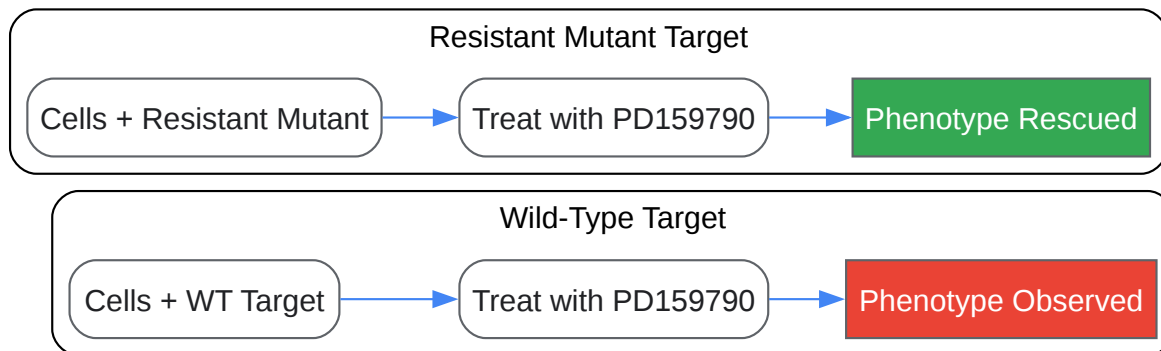 Resistant Mutant Target
Cells + Resistant Mutant
Treat with PD159790
Phenotype Rescued
Wild-Type Target
Cells + WT Target
Treat with PD159790
Phenotype Observed